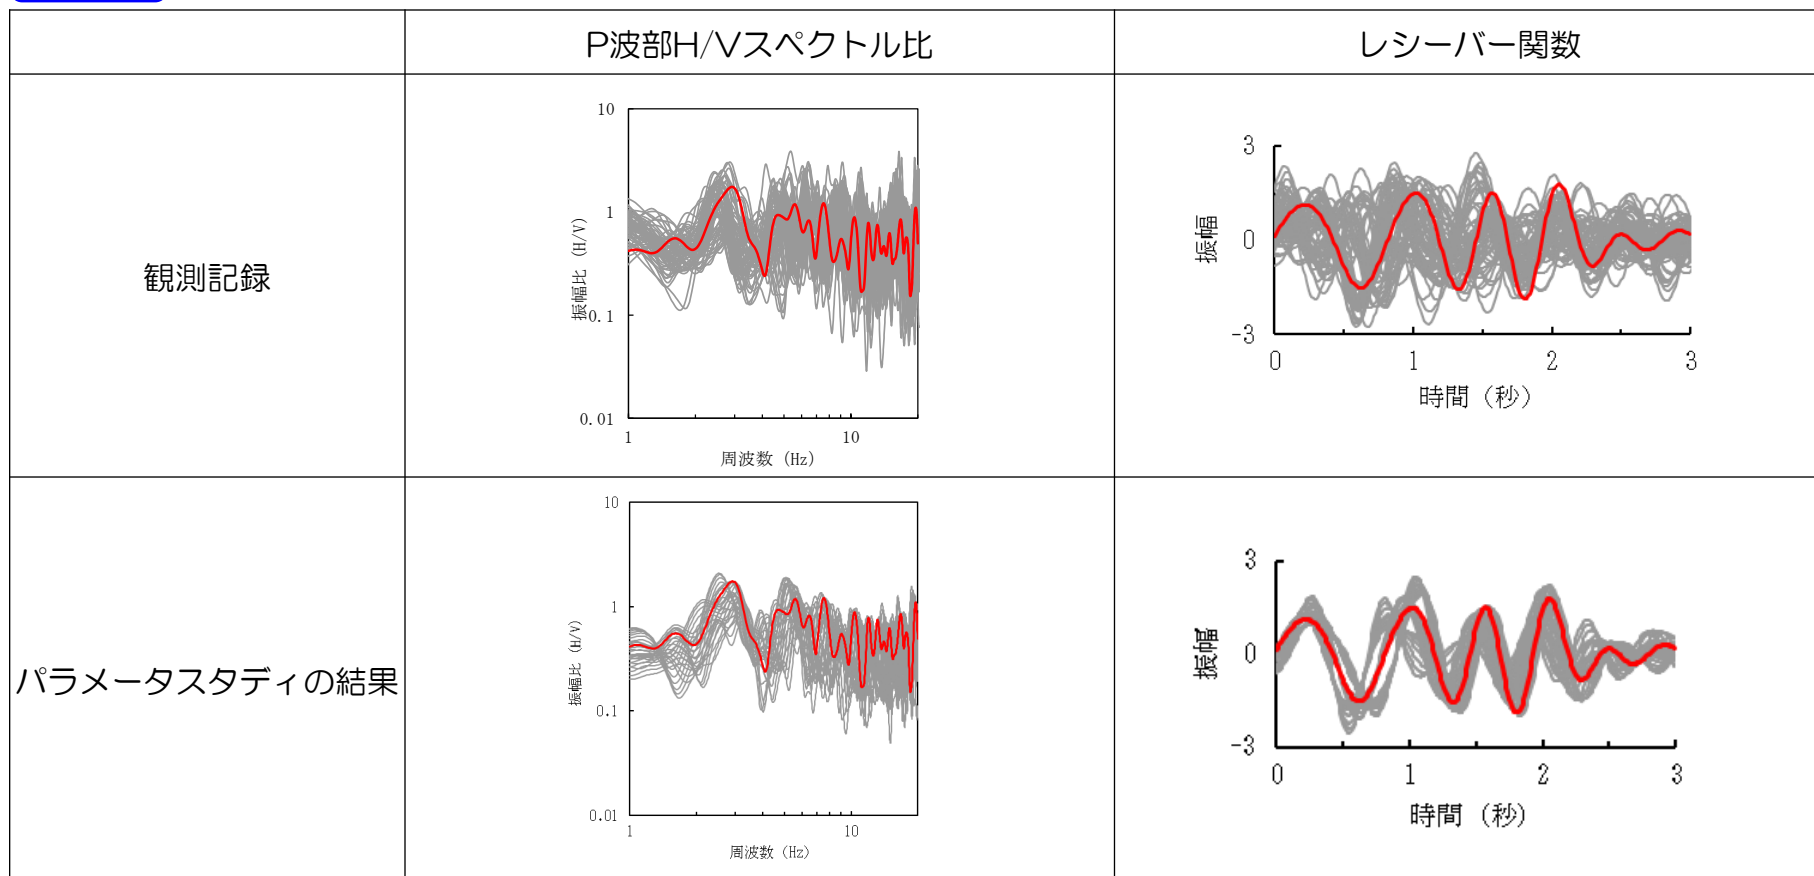 P波部H/Vスペクトル比
レシーバー関数
観測記録
10
1
0.1
0.01
振幅比 (H/V)
1
10
周波数 (Hz)
3
0
-3
振幅
0
1
2
3
時間 (秒)
パラメータスタディの結果
10
1
0.1
0.01
振幅比 (H/V)
1
10
周波数 (Hz)
3
0
-3
振幅
0
1
2
3
時間 (秒)